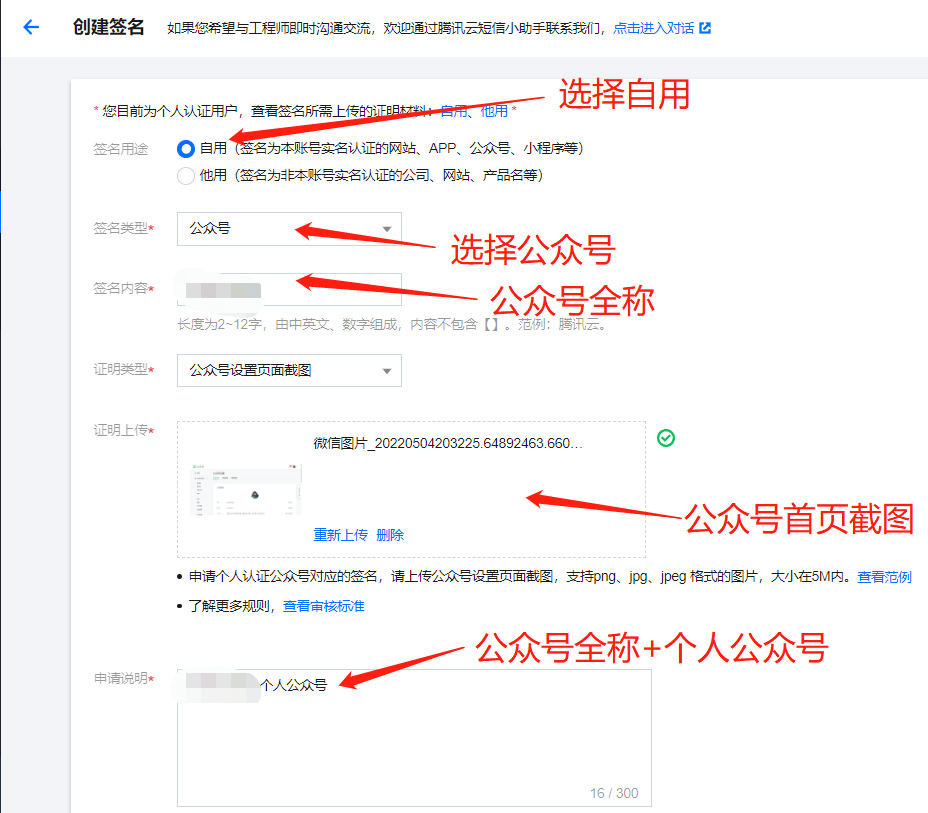 创建签名 如果您希望与工程师即时沟通交流，欢迎通过腾讯云短信小助手联系我们，点击进入对话
选择自用
* 您目前为个人认证用户，查看签名所需上传的证明材料：自用、他用 *
签名用途 自用（签名为本账号实名认证的网站、APP、公众号、小程序等）
他用（签名为非本账号实名认证的公司、网站、产品名等）
签名类型* 公众号
选择公众号
签名内容*
公众号全称
长度为2~12字，由中英文、数字组成，内容不包含【】。范例：腾讯云。
证明类型* 公众号设置页面截图
证明上传* 微信图片_20220504203225.64892463.660...
公众号首页截图
重新上传 删除
• 申请个人认证公众号对应的签名，请上传公众号设置页面截图，支持png、jpg、jpeg 格式的图片，大小在5M内。查看范例
• 了解更多规则，查看审核标准
公众号全称+个人公众号
申请说明* 个人公众号
16 / 300